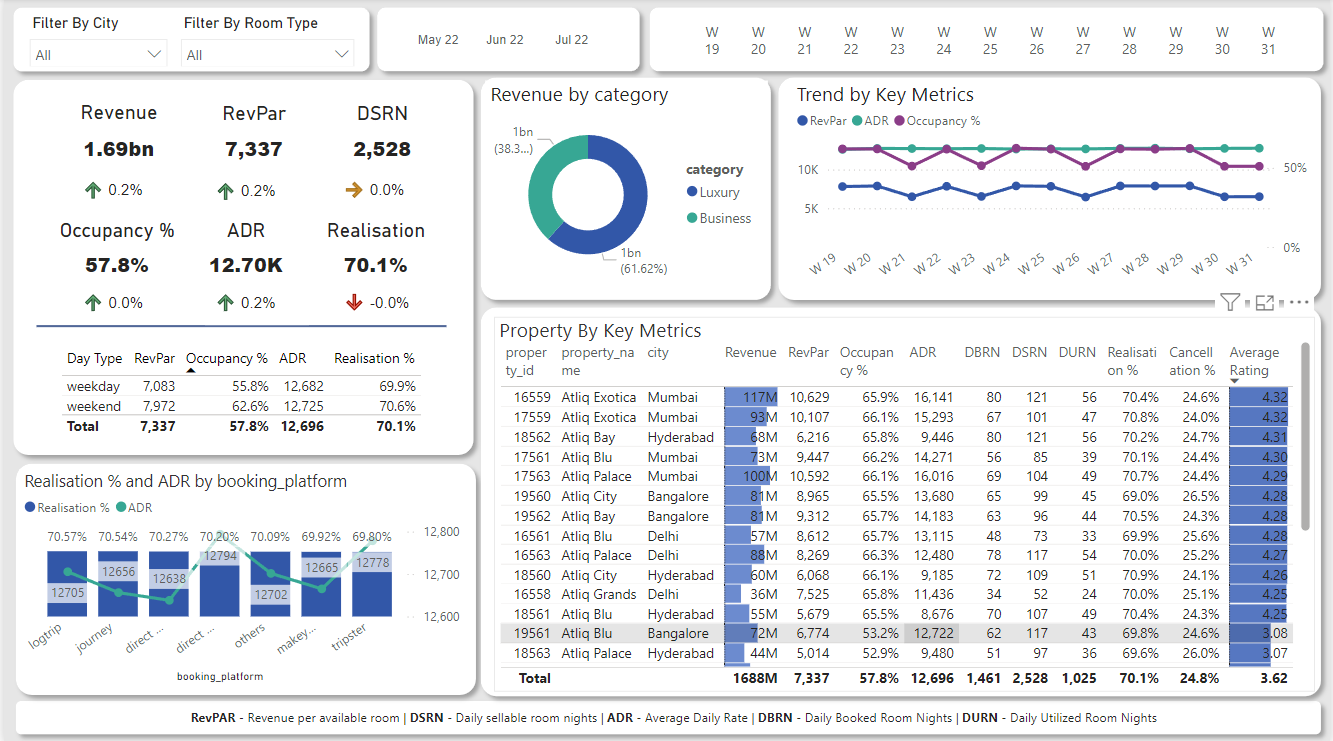 Filter By City
Filter By Room Type
All
All
May 22 Jun 22 Jul 22
W 19 W 20 W 21 W 22 W 23 W 24 W 25 W 26 W 27 W 28 W 29 W 30 W 31
Revenue RevPar DSRN
1.69bn 7,337 2,528
0.2% 0.2% 0.0%
Occupancy % ADR Realisation
57.8% 12.70K 70.1%
0.0% 0.2% -0.0%
Day Type RevPar Occupancy % ADR Realisation %
weekday 7,083 55.8% 12,682 69.9%
weekend 7,972 62.6% 12,725 70.6%
Total 7,337 57.8% 12,696 70.1%
Revenue by category
1bn
(38.3...)
1bn
(61.62%)
category
Luxury
Business
Trend by Key Metrics
RevPar ADR Occupancy %
10K
5K
50%
0%
W 19 W 20 W 21 W 22 W 23 W 24 W 25 W 26 W 27 W 28 W 29 W 30 W 31
Realisation % and ADR by booking_platform
Realisation % ADR
70.57% 70.54% 70.27% 70.20% 70.09% 69.92% 69.80%
12705 12656 12638 12794 12702 12665 12778
12,800
12,700
12,600
logtrip journey direct ... direct ... others makey... tripster
booking_platform
Property By Key Metrics
property_id property_name city Revenue RevPar Occupancy % ADR DBRN DSRN DURN Realisation % Cancellation % Average Rating
16559 Atliq Exotica Mumbai 117M 10,629 65.9% 16,141 80 121 56 70.4% 24.6% 4.32
17559 Atliq Exotica Mumbai 93M 10,107 66.1% 15,293 67 101 47 70.8% 24.0% 4.32
18562 Atliq Bay Hyderabad 68M 6,216 65.8% 9,446 80 121 56 70.2% 24.7% 4.31
17561 Atliq Blu Mumbai 73M 9,447 66.2% 14,271 56 85 39 70.1% 24.4% 4.30
17563 Atliq Palace Mumbai 100M 10,592 66.1% 16,016 69 104 49 70.7% 24.4% 4.29
19560 Atliq City Bangalore 81M 8,965 65.5% 13,680 65 99 45 69.0% 26.5% 4.28
19562 Atliq Bay Bangalore 81M 9,312 65.7% 14,183 63 96 44 70.5% 24.3% 4.28
16561 Atliq Blu Delhi 57M 8,612 65.7% 13,115 48 73 33 69.9% 25.6% 4.28
16563 Atliq Palace Delhi 88M 8,269 66.3% 12,480 78 117 54 70.0% 25.2% 4.27
18560 Atliq City Hyderabad 60M 6,068 66.1% 9,185 72 109 51 70.9% 24.1% 4.26
16558 Atliq Grands Delhi 36M 7,525 65.8% 11,436 34 52 24 70.0% 25.1% 4.25
18561 Atliq Blu Hyderabad 55M 5,679 65.5% 8,676 70 107 49 70.4% 24.3% 4.25
19561 Atliq Blu Bangalore 72M 6,774 53.2% 12,722 62 117 43 69.8% 24.6% 3.08
18563 Atliq Palace Hyderabad 44M 5,014 52.9% 9,480 51 97 36 69.6% 26.0% 3.07
Total 1688M 7,337 57.8% 12,696 1,461 2,528 1,025 70.1% 24.8% 3.62
RevPAR - Revenue per available room | DSRN - Daily sellable room nights | ADR - Average Daily Rate | DBRN - Daily Booked Room Nights | DURN - Daily Utilized Room Nights